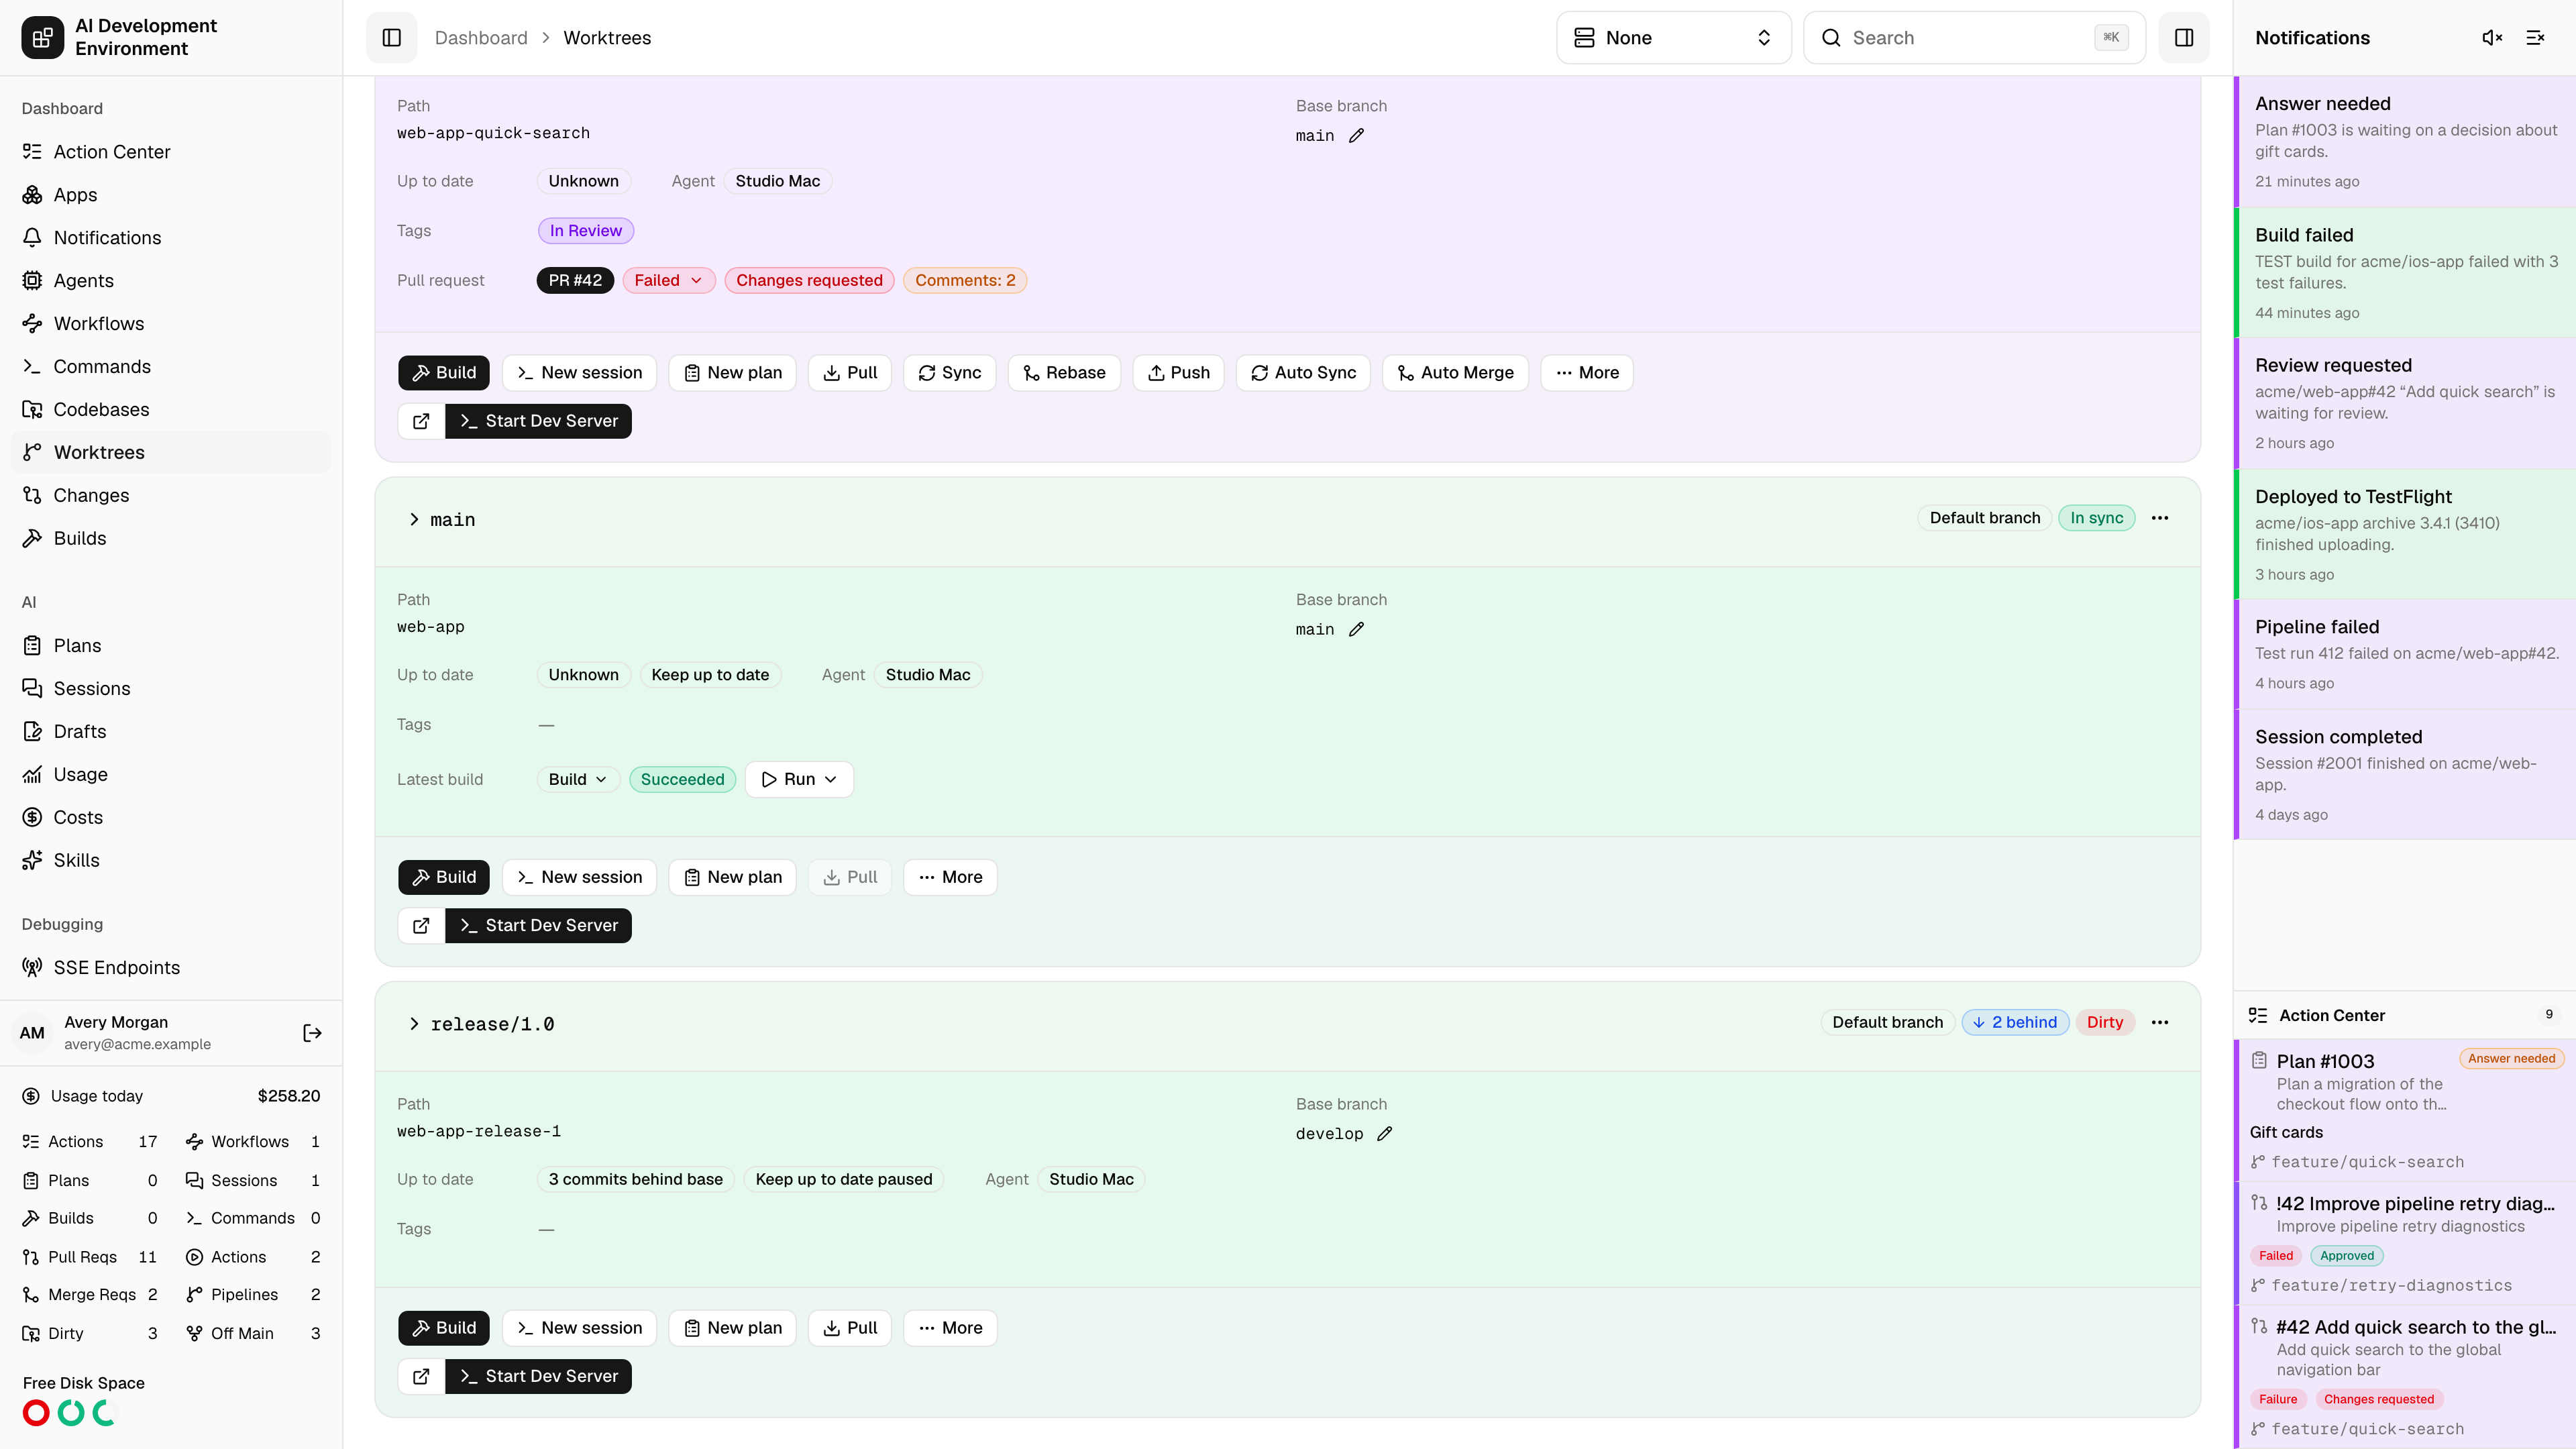 AI Development
Environment
Dashboard
Action Center
Apps
Notifications
Agents
Workflows
Commands
Codebases
Worktrees
Changes
Builds
AI
Plans
Sessions
Drafts
Usage
Costs
Skills
Debugging
SSE Endpoints
AM
Avery Morgan
avery@acme.example
Usage today $258.20
Actions 17 Workflows 1
Plans 0 Sessions 1
Builds 0 Commands 0
Pull Reqs 11 Actions 2
Merge Reqs 2 Pipelines 2
Dirty 3 Off Main 3
Free Disk Space
Dashboard > Worktrees
None
Search ⌘K
Path Base branch
web-app-quick-search main
Up to date Unknown Agent Studio Mac
Tags In Review
Pull request PR #42 Failed Changes requested Comments: 2
Build New session New plan Pull Sync Rebase Push Auto Sync Auto Merge More
Start Dev Server
main Default branch In sync
Path Base branch
web-app main
Up to date Unknown Keep up to date Agent Studio Mac
Tags —
Latest build Build Succeeded Run
Build New session New plan Pull More
Start Dev Server
release/1.0 Default branch ↓ 2 behind Dirty
Path Base branch
web-app-release-1 develop
Up to date 3 commits behind base Keep up to date paused Agent Studio Mac
Tags —
Build New session New plan Pull More
Start Dev Server
Notifications
Answer needed
Plan #1003 is waiting on a decision about
gift cards.
21 minutes ago
Build failed
TEST build for acme/ios-app failed with 3
test failures.
44 minutes ago
Review requested
acme/web-app#42 “Add quick search” is
waiting for review.
2 hours ago
Deployed to TestFlight
acme/ios-app archive 3.4.1 (3410)
finished uploading.
3 hours ago
Pipeline failed
Test run 412 failed on acme/web-app#42.
4 hours ago
Session completed
Session #2001 finished on acme/web-
app.
4 days ago
Action Center 9
Plan #1003 Answer needed
Plan a migration of the
checkout flow onto th…
Gift cards
feature/quick-search
!42 Improve pipeline retry diag…
Improve pipeline retry diagnostics
Failed Approved
feature/retry-diagnostics
#42 Add quick search to the gl…
Add quick search to the global
navigation bar
Failure Changes requested
feature/quick-search